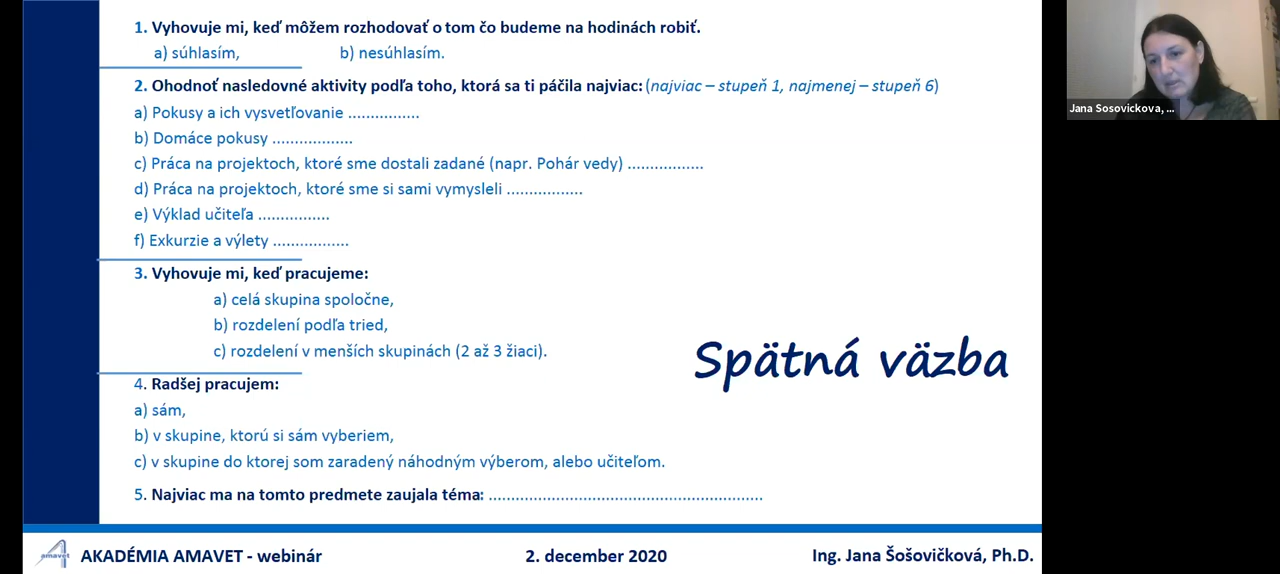 1. Vyhovuje mi, keď môžem rozhodovať o tom čo budeme na hodinách robiť.
a) súhlasím, b) nesúhlasím.
2. Ohodnoť nasledovné aktivity podľa toho, ktorá sa ti páčila najviac: (najviac – stupeň 1, najmenej – stupeň 6)
a) Pokusy a ich vysvetľovanie ................
b) Domáce pokusy ..................
c) Práca na projektoch, ktoré sme dostali zadané (napr. Pohár vedy) .................
d) Práca na projektoch, ktoré sme si sami vymysleli .................
e) Výklad učiteľa ................
f) Exkurzie a výlety .................
3. Vyhovuje mi, keď pracujeme:
a) celá skupina spoločne,
b) rozdelení podľa tried,
c) rozdelení v menších skupinách (2 až 3 žiaci).
Spätná väzba
4. Radšej pracujem:
a) sám,
b) v skupine, ktorú si sám vyberiem,
c) v skupine do ktorej som zaradený náhodným výberom, alebo učiteľom.
5. Najviac ma na tomto predmete zaujala téma: .............................................................
amavet AKADÉMIA AMAVET - webinár 2. december 2020 Ing. Jana Šošovičková, Ph.D.
Jana Sosovickova, ...